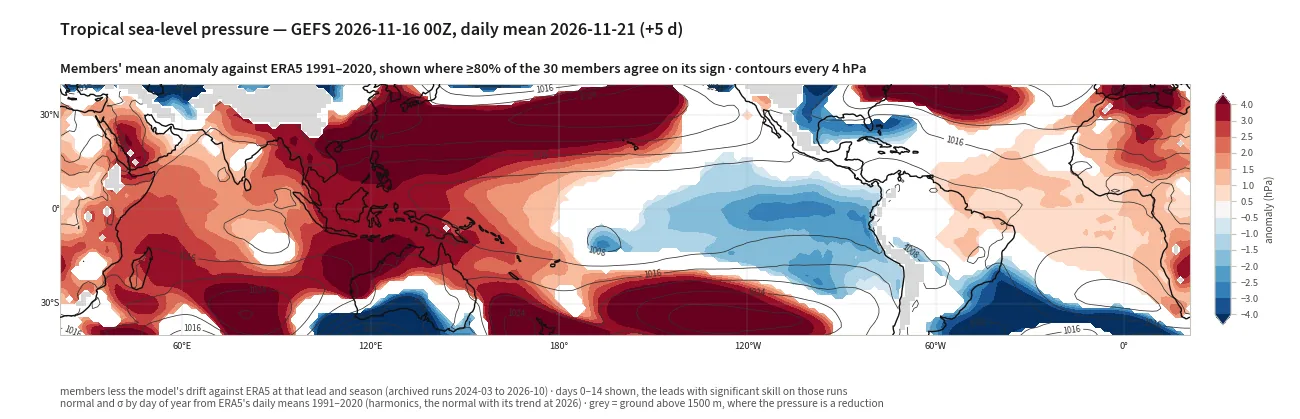 Tropical sea-level pressure — GEFS 2026-11-16 00Z, daily mean 2026-11-21 (+5 d)
Members' mean anomaly against ERA5 1991–2020, shown where ≥80% of the 30 members agree on its sign · contours every 4 hPa
30°N
0°
30°S
60°E
120°E
180°
120°W
60°W
0°
1016
1016
1016
1008
1016
1024
1008
1016
1016
1016
1024
4.0
3.0
2.0
1.5
1.0
0.5
−0.5
−1.0
−1.5
−2.0
−3.0
−4.0
anomaly (hPa)
members less the model's drift against ERA5 at that lead and season (archived runs 2024-03 to 2026-10) · days 0–14 shown, the leads with significant skill on those runs
normal and σ by day of year from ERA5's daily means 1991–2020 (harmonics, the normal with its trend at 2026) · grey = ground above 1500 m, where the pressure is a reduction